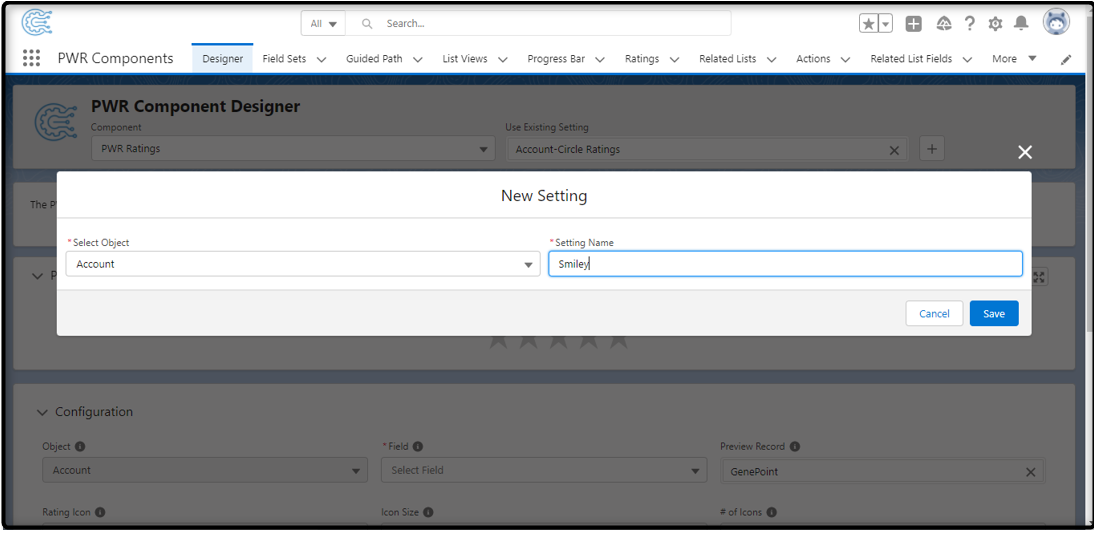 All Search...
PWR Components Designer Field Sets Guided Path List Views Progress Bar Ratings Related Lists Actions Related List Fields More
PWR Component Designer
Component Use Existing Setting
PWR Ratings Account-Circle Ratings
New Setting
The P
*Select Object *Setting Name
Account Smiley
P
Cancel Save
Configuration
Object *Field Preview Record
Account Select Field GenePoint
Rating Icon Icon Size # of Icons